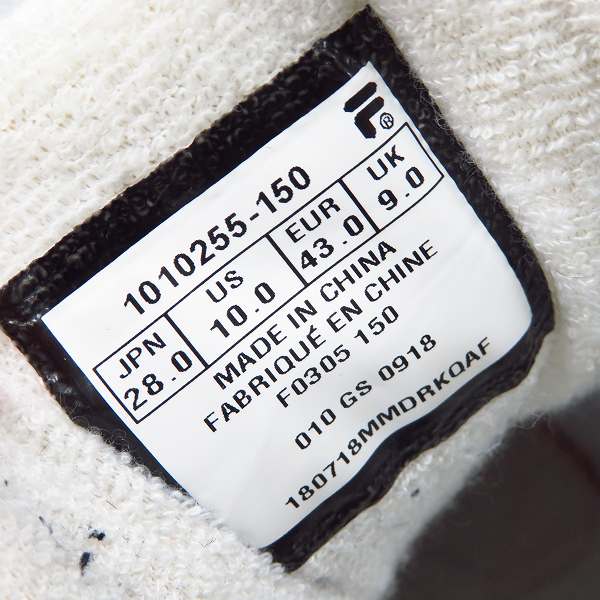 F®
1010255-150
JPN US EUR UK
28.0 10.0 43.0 9.0
MADE IN CHINA
FABRIQUÉ EN CHINE
F0305 150
010 GS 0918
180718MMDRKQAF